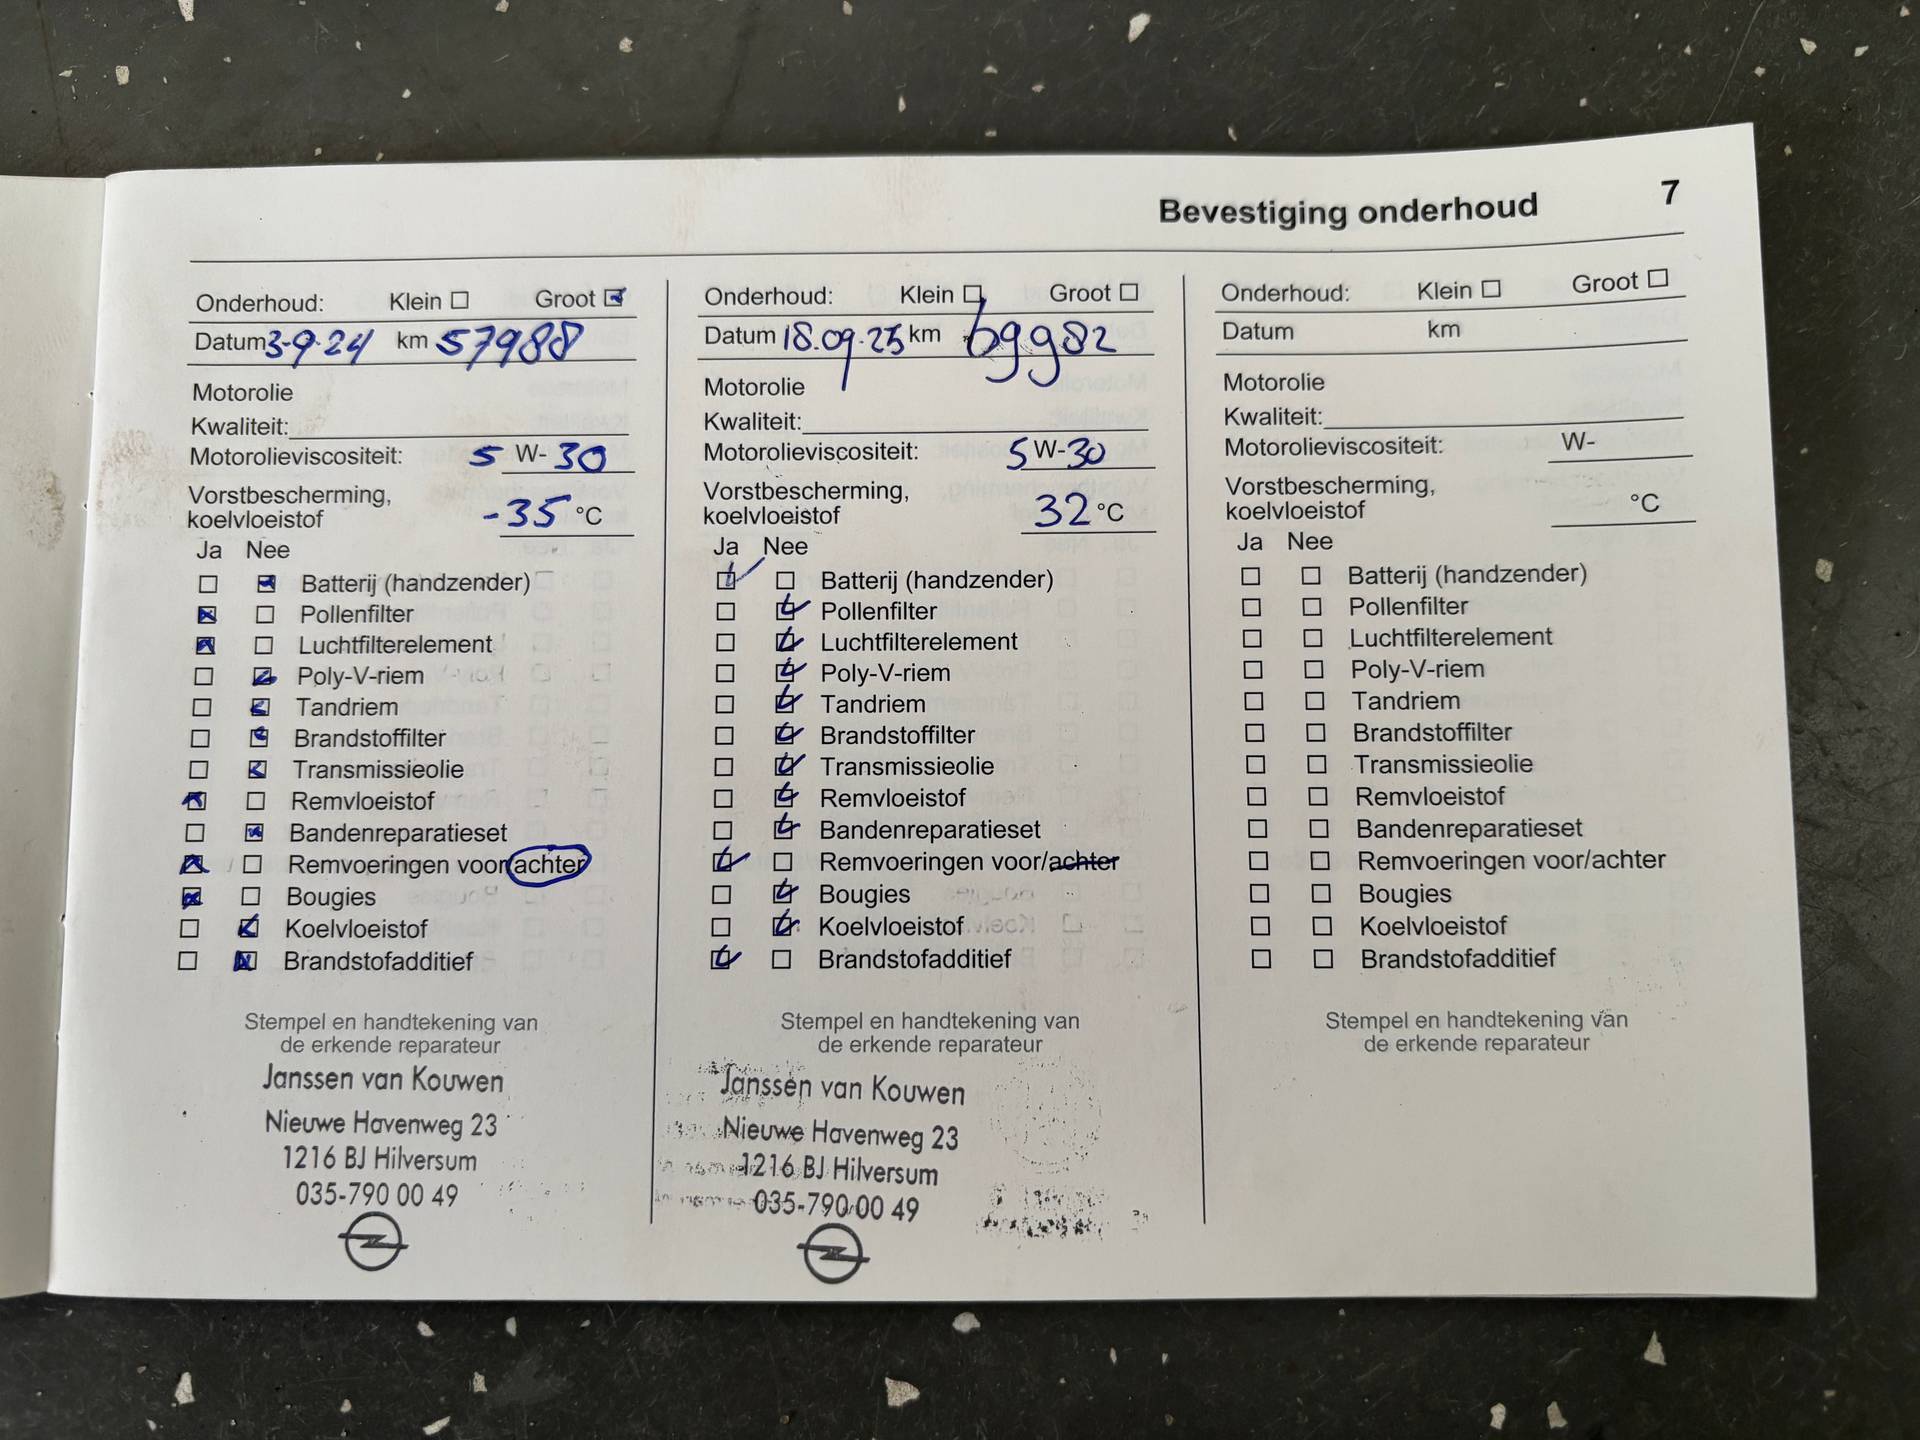 Bevestiging onderhoud 7
Onderhoud: Klein ☐ Groot ☑
Datum 3-9-24 km 57988
Motorolie
Kwaliteit:
Motorolieviscositeit: 5 W- 30
Vorstbescherming,
koelvloeistof -35 °C
Ja Nee
☐ ☑ Batterij (handzender)
☑ ☐ Pollenfilter
☑ ☐ Luchtfilterelement
☐ ☑ Poly-V-riem
☐ ☑ Tandriem
☐ ☑ Brandstoffilter
☐ ☑ Transmissieolie
☑ ☐ Remvloeistof
☐ ☑ Bandenreparatieset
☑ ☐ Remvoeringen voor/achter
☑ ☐ Bougies
☐ ☑ Koelvloeistof
☐ ☑ Brandstofadditief
Stempel en handtekening van
de erkende reparateur
Janssen van Kouwen
Nieuwe Havenweg 23
1216 BJ Hilversum
035-790 00 49
Onderhoud: Klein ☐ Groot ☐
Datum 18.09.25 km 69982
Motorolie
Kwaliteit:
Motorolieviscositeit: 5 W-30
Vorstbescherming,
koelvloeistof 32 °C
Ja Nee
☑ ☐ Batterij (handzender)
☐ ☑ Pollenfilter
☐ ☑ Luchtfilterelement
☐ ☑ Poly-V-riem
☐ ☑ Tandriem
☐ ☑ Brandstoffilter
☐ ☑ Transmissieolie
☐ ☑ Remvloeistof
☐ ☑ Bandenreparatieset
☑ ☐ Remvoeringen voor/achter
☐ ☑ Bougies
☐ ☑ Koelvloeistof
☑ ☐ Brandstofadditief
Stempel en handtekening van
de erkende reparateur
Janssen van Kouwen
Nieuwe Havenweg 23
1216 BJ Hilversum
035-790 00 49
Onderhoud: Klein ☐ Groot ☐
Datum km
Motorolie
Kwaliteit:
Motorolieviscositeit: W-
Vorstbescherming,
koelvloeistof °C
Ja Nee
☐ ☐ Batterij (handzender)
☐ ☐ Pollenfilter
☐ ☐ Luchtfilterelement
☐ ☐ Poly-V-riem
☐ ☐ Tandriem
☐ ☐ Brandstoffilter
☐ ☐ Transmissieolie
☐ ☐ Remvloeistof
☐ ☐ Bandenreparatieset
☐ ☐ Remvoeringen voor/achter
☐ ☐ Bougies
☐ ☐ Koelvloeistof
☐ ☐ Brandstofadditief
Stempel en handtekening van
de erkende reparateur